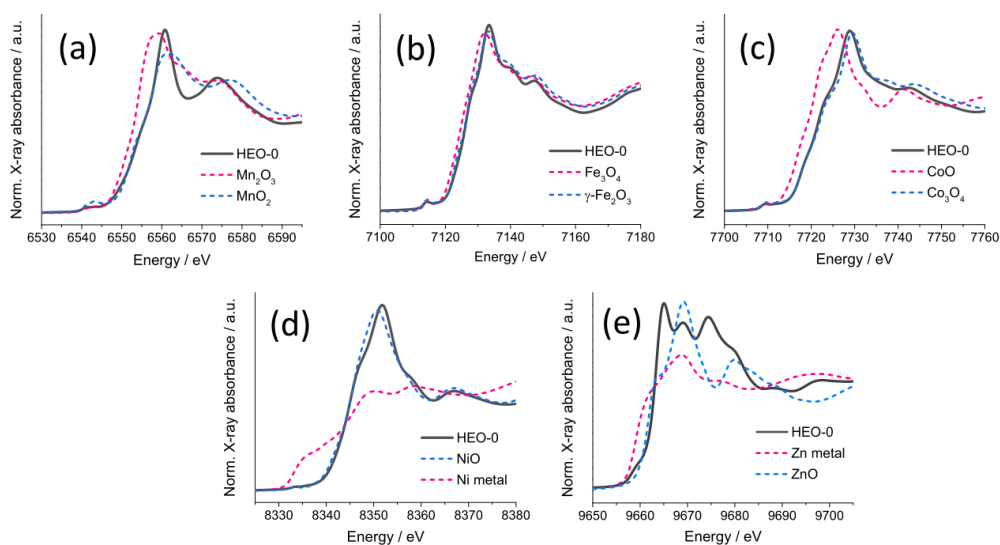 (a)
Norm. X-ray absorbance / a.u.
HEO-0
Mn₂O₃
MnO₂
6530 6540 6550 6560 6570 6580 6590
Energy / eV
(b)
Norm. X-ray absorbance / a.u.
HEO-0
Fe₃O₄
γ-Fe₂O₃
7100 7120 7140 7160 7180
Energy / eV
(c)
Norm. X-ray absorbance / a.u.
HEO-0
CoO
Co₃O₄
7700 7710 7720 7730 7740 7750 7760
Energy / eV
(d)
Norm. X-ray absorbance / a.u.
HEO-0
NiO
Ni metal
8330 8340 8350 8360 8370 8380
Energy / eV
(e)
Norm. X-ray absorbance / a.u.
HEO-0
Zn metal
ZnO
9650 9660 9670 9680 9690 9700
Energy / eV